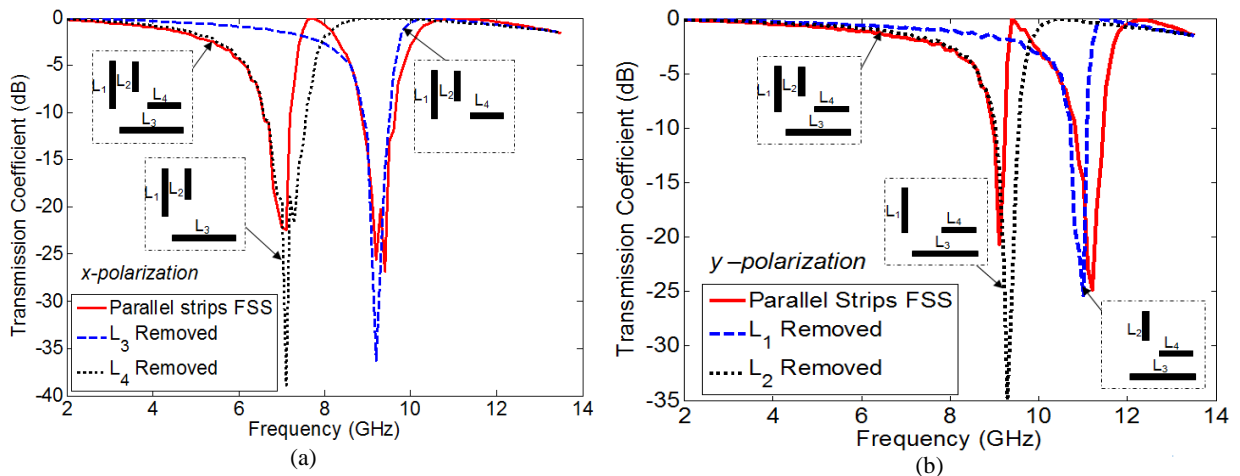 Transmission Coefficient (dB)
0
-5
-10
-15
-20
-25
-30
-35
-40
L1 L2
L4
L3
L1 L2
L4
L1 L2
L3
x-polarization
Parallel strips FSS
L3 Removed
L4 Removed
2 4 6 8 10 12 14
Frequency (GHz)
(a)
Transmission Coefficient (dB)
0
-5
-10
-15
-20
-25
-30
-35
L1 L2
L4
L3
L1
L4
L3
y –polarization
Parallel Strips FSS
L1 Removed
L2 Removed
L2
L4
L3
2 4 6 8 10 12 14
Frequency (GHz)
(b)